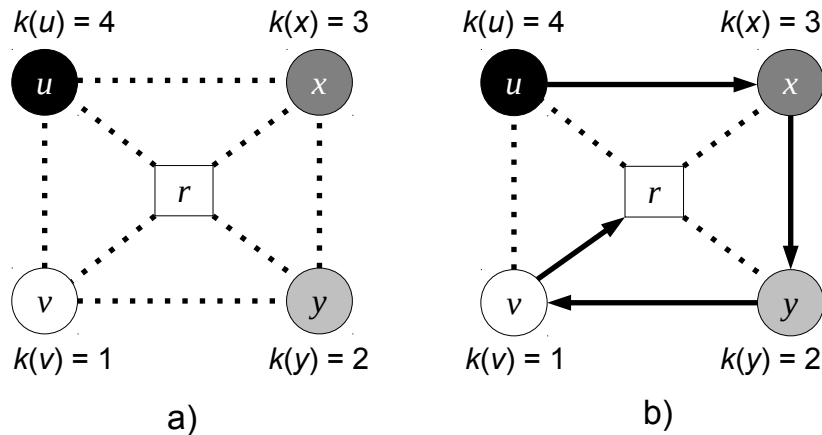 k(u) = 4 k(x) = 3 k(u) = 4 k(x) = 3
u x u x
r r
v y v y
k(v) = 1 k(y) = 2 k(v) = 1 k(y) = 2
a) b)